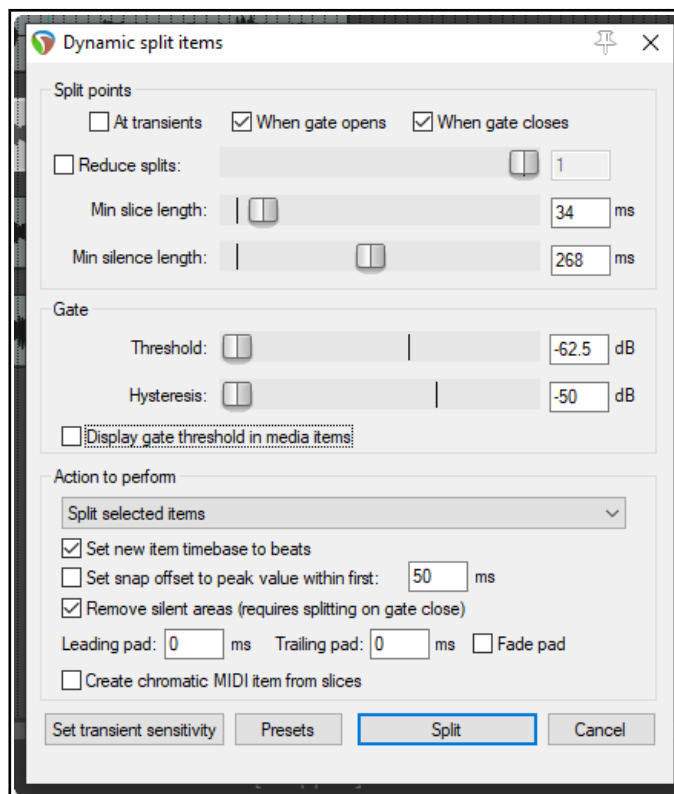 Dynamic split items
Split points
At transients When gate opens When gate closes
Reduce splits: 1
Min slice length: 34 ms
Min silence length: 268 ms
Gate
Threshold: -62.5 dB
Hysteresis: -50 dB
Display gate threshold in media items
Action to perform
Split selected items
Set new item timebase to beats
Set snap offset to peak value within first: 50 ms
Remove silent areas (requires splitting on gate close)
Leading pad: 0 ms Trailing pad: 0 ms Fade pad
Create chromatic MIDI item from slices
Set transient sensitivity Presets Split Cancel